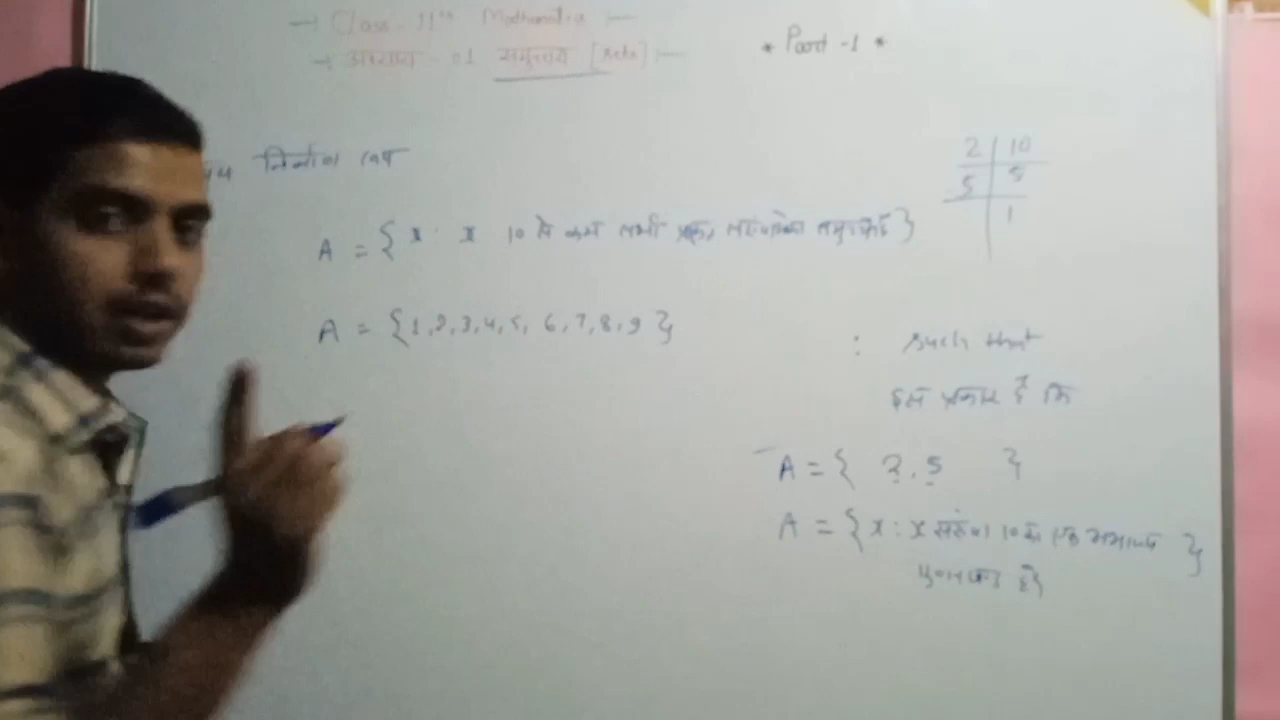 → Class-11th Mathematics
→ अध्याय - 01 समुच्चय [Sets]
* Part-1 *
निर्माण रूप
2 | 10
5 | 5
1
A = { x : x 10 से कम सभी प्राकृत संख्याओं का समुच्चय है }
A = {1,2,3,4,5, 6,7,8,9 }
: such that
इस प्रकार है कि
A = { 2, 5 }
A = { x : x संख्या 10 के एक अभाज्य
गुणनखंड है }